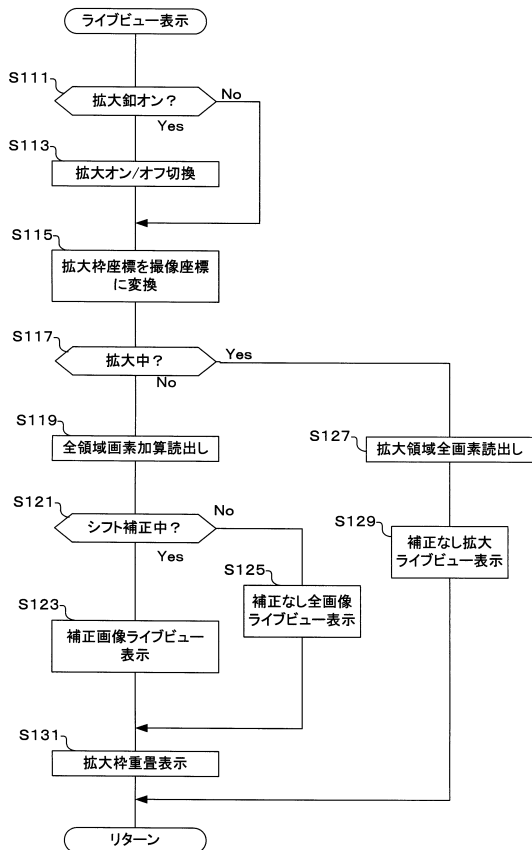 ライブビュー表示
S111
拡大釦オン？
No
Yes
S113
拡大オン/オフ切換
S115
拡大枠座標を撮像座標
に変換
S117
拡大中？
Yes
No
S119
全領域画素加算読出し
S127
拡大領域全画素読出し
S121
シフト補正中？
No
Yes
S129
補正なし拡大
ライブビュー表示
S125
補正なし全画像
ライブビュー表示
S123
補正画像ライブビュー
表示
S131
拡大枠重畳表示
リターン